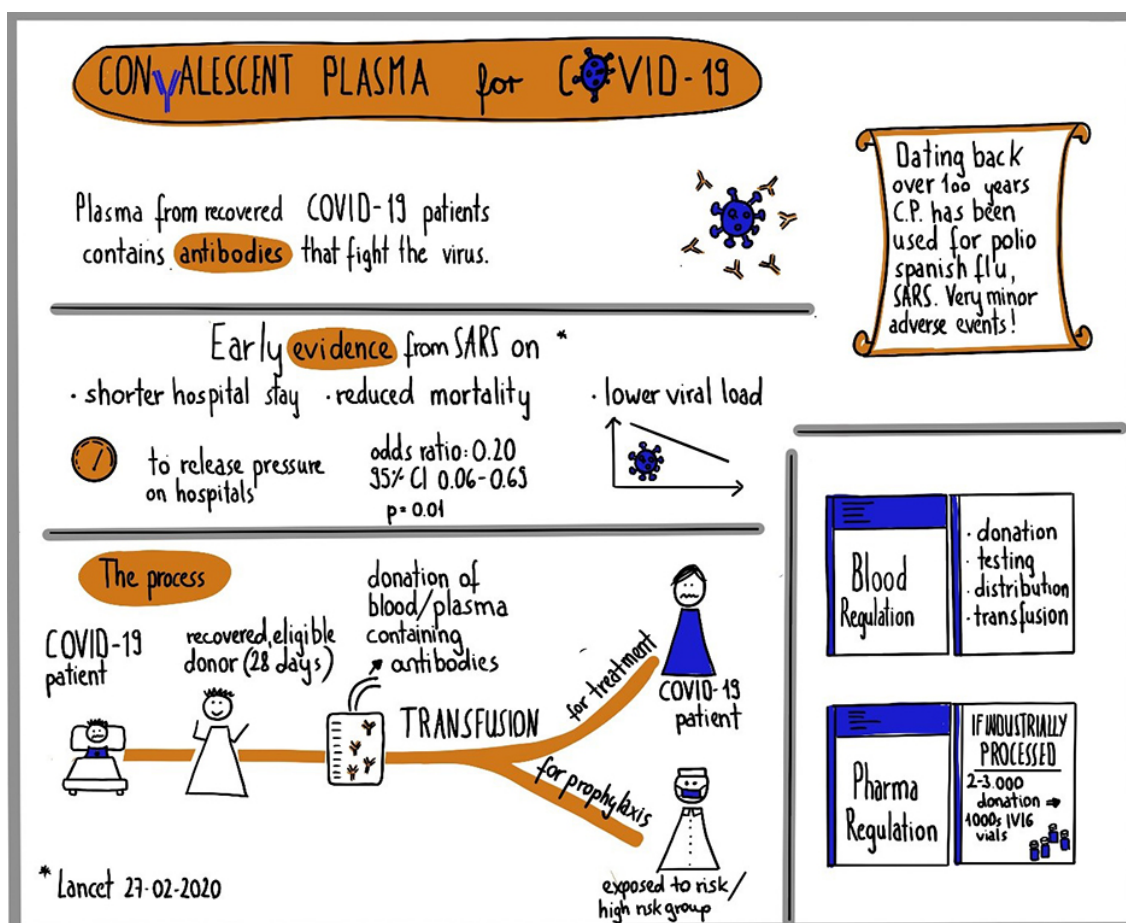 CONVALESCENT PLASMA for COVID-19
Plasma from recovered COVID-19 patients
contains antibodies that fight the virus.
Dating back
over 100 years
C.P. has been
used for polio
spanish flu,
SARS. Very minor
adverse events!
Early evidence from SARS on *
· shorter hospital stay
to release pressure
on hospitals
· reduced mortality
odds ratio: 0.20
95% CI 0.06-0.69
p= 0.01
· lower viral load
The process
COVID-19
patient
recovered, eligible
donor (28 days)
donation of
blood/plasma
containing
antibodies
TRANSFUSION
for treatment
COVID-19
patient
for prophylaxis
exposed to risk/
high risk group
* Lancet 27-02-2020
Blood
Regulation
· donation
· testing
· distribution
· transfusion
Pharma
Regulation
IF INDUSTRIALLY
PROCESSED
2-3.000
donation ➡
1000s IVIG
vials